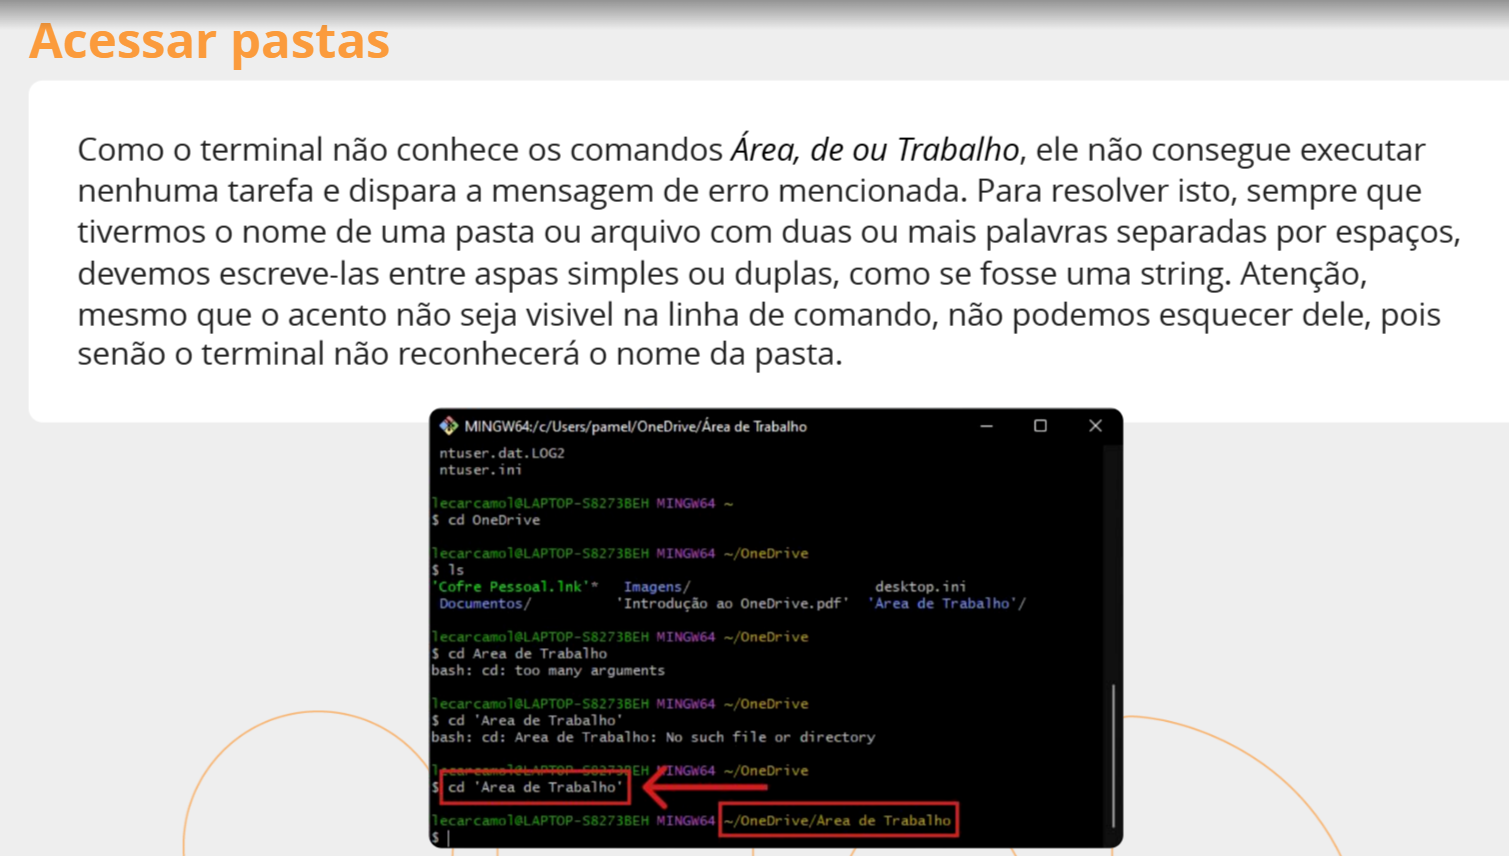 Acessar pastas
Como o terminal não conhece os comandos Área, de ou Trabalho, ele não consegue executar
nenhuma tarefa e dispara a mensagem de erro mencionada. Para resolver isto, sempre que
tivermos o nome de uma pasta ou arquivo com duas ou mais palavras separadas por espaços,
devemos escreve-las entre aspas simples ou duplas, como se fosse uma string. Atenção,
mesmo que o acento não seja visivel na linha de comando, não podemos esquecer dele, pois
senão o terminal não reconhecerá o nome da pasta.
MINGW64:/c/Users/pamel/OneDrive/Área de Trabalho
ntuser.dat.LOG2
ntuser.ini
lecarcamol@LAPTOP-S8273BEH MINGW64 ~
$ cd OneDrive
lecarcamol@LAPTOP-S8273BEH MINGW64 ~/OneDrive
$ ls
'Cofre Pessoal.lnk'* Imagens/ desktop.ini
Documentos/ 'Introdução ao OneDrive.pdf' 'Area de Trabalho'/
lecarcamol@LAPTOP-S8273BEH MINGW64 ~/OneDrive
$ cd Area de Trabalho
bash: cd: too many arguments
lecarcamol@LAPTOP-S8273BEH MINGW64 ~/OneDrive
$ cd 'Area de Trabalho'
bash: cd: Area de Trabalho: No such file or directory
lecarcamol@LAPTOP-S8273BEH MINGW64 ~/OneDrive
$ cd 'Area de Trabalho'
lecarcamol@LAPTOP-S8273BEH MINGW64 ~/OneDrive/Area de Trabalho
$